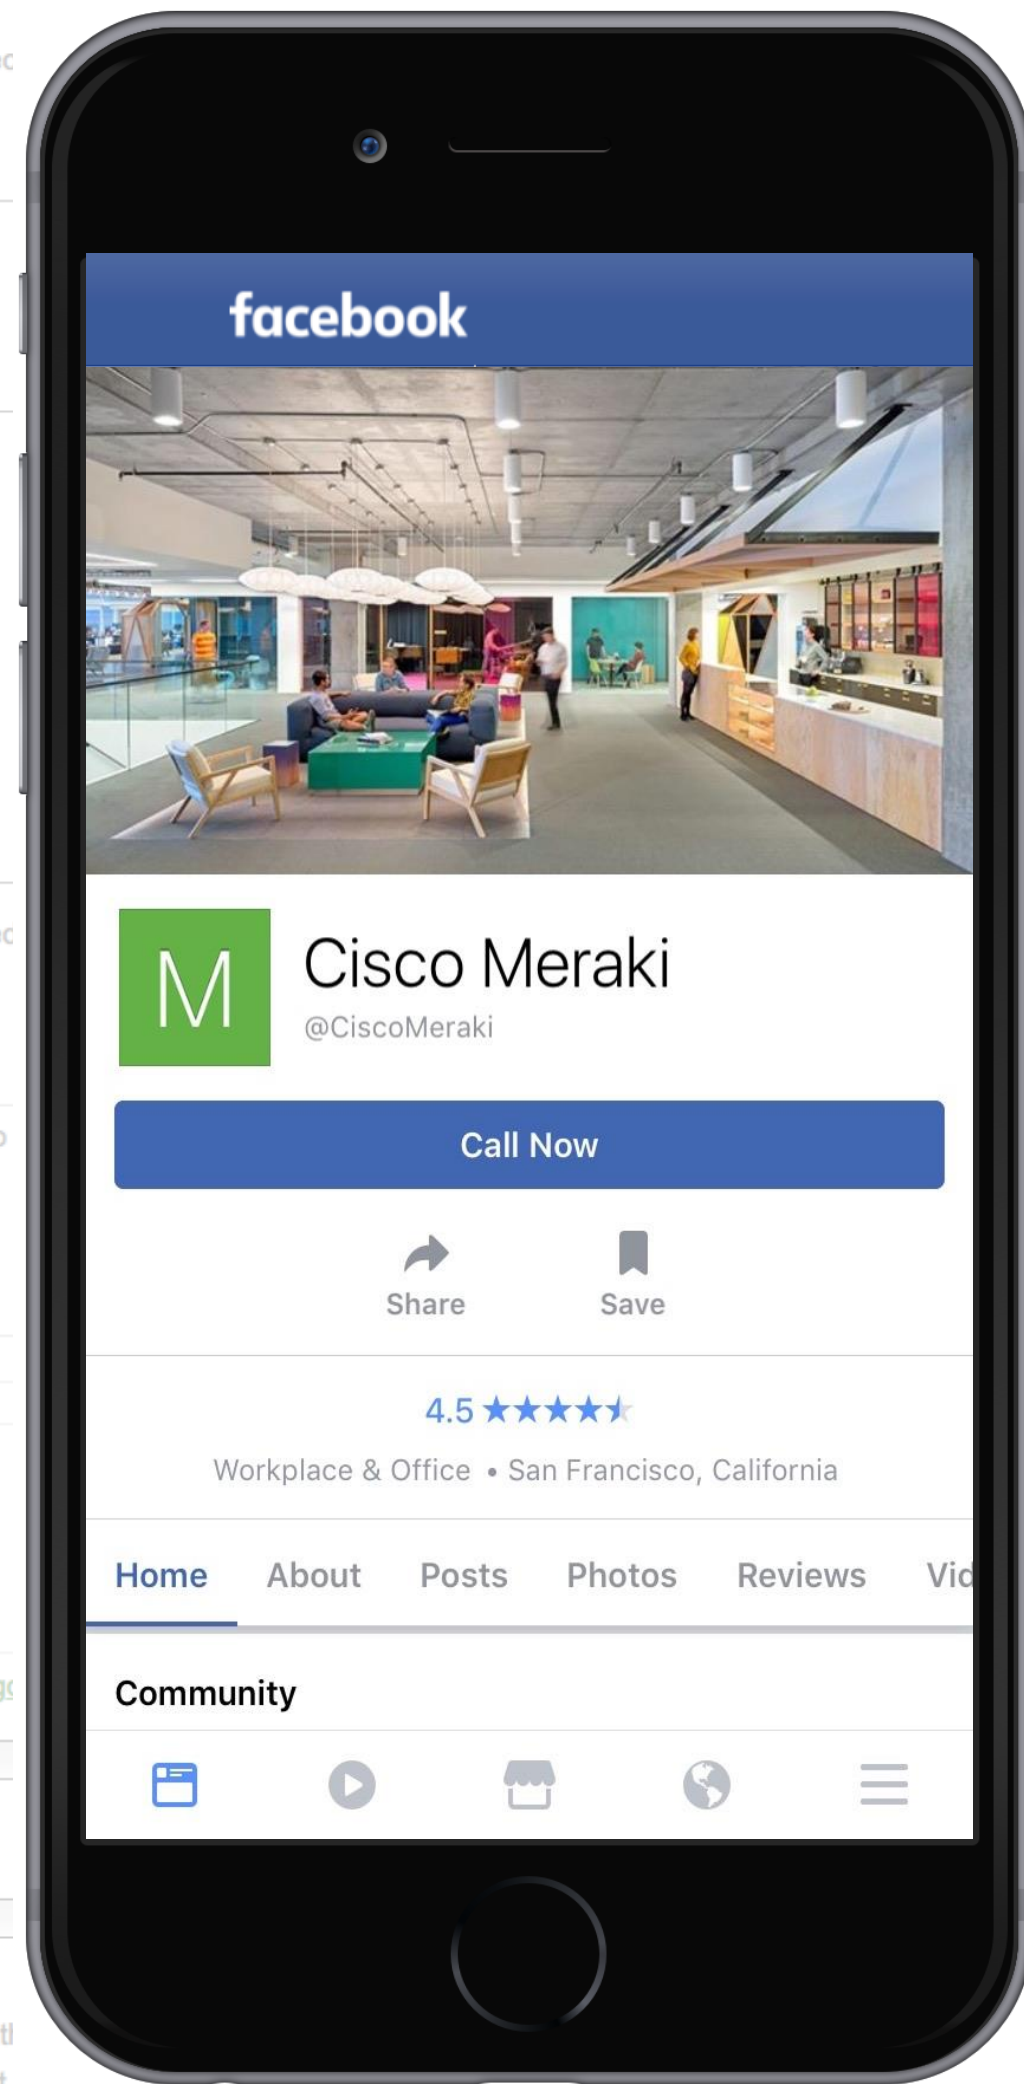 facebook
M
Cisco Meraki
@CiscoMeraki
Call Now
Share Save
4.5
Workplace & Office • San Francisco, California
Home About Posts Photos Reviews Vid
Community